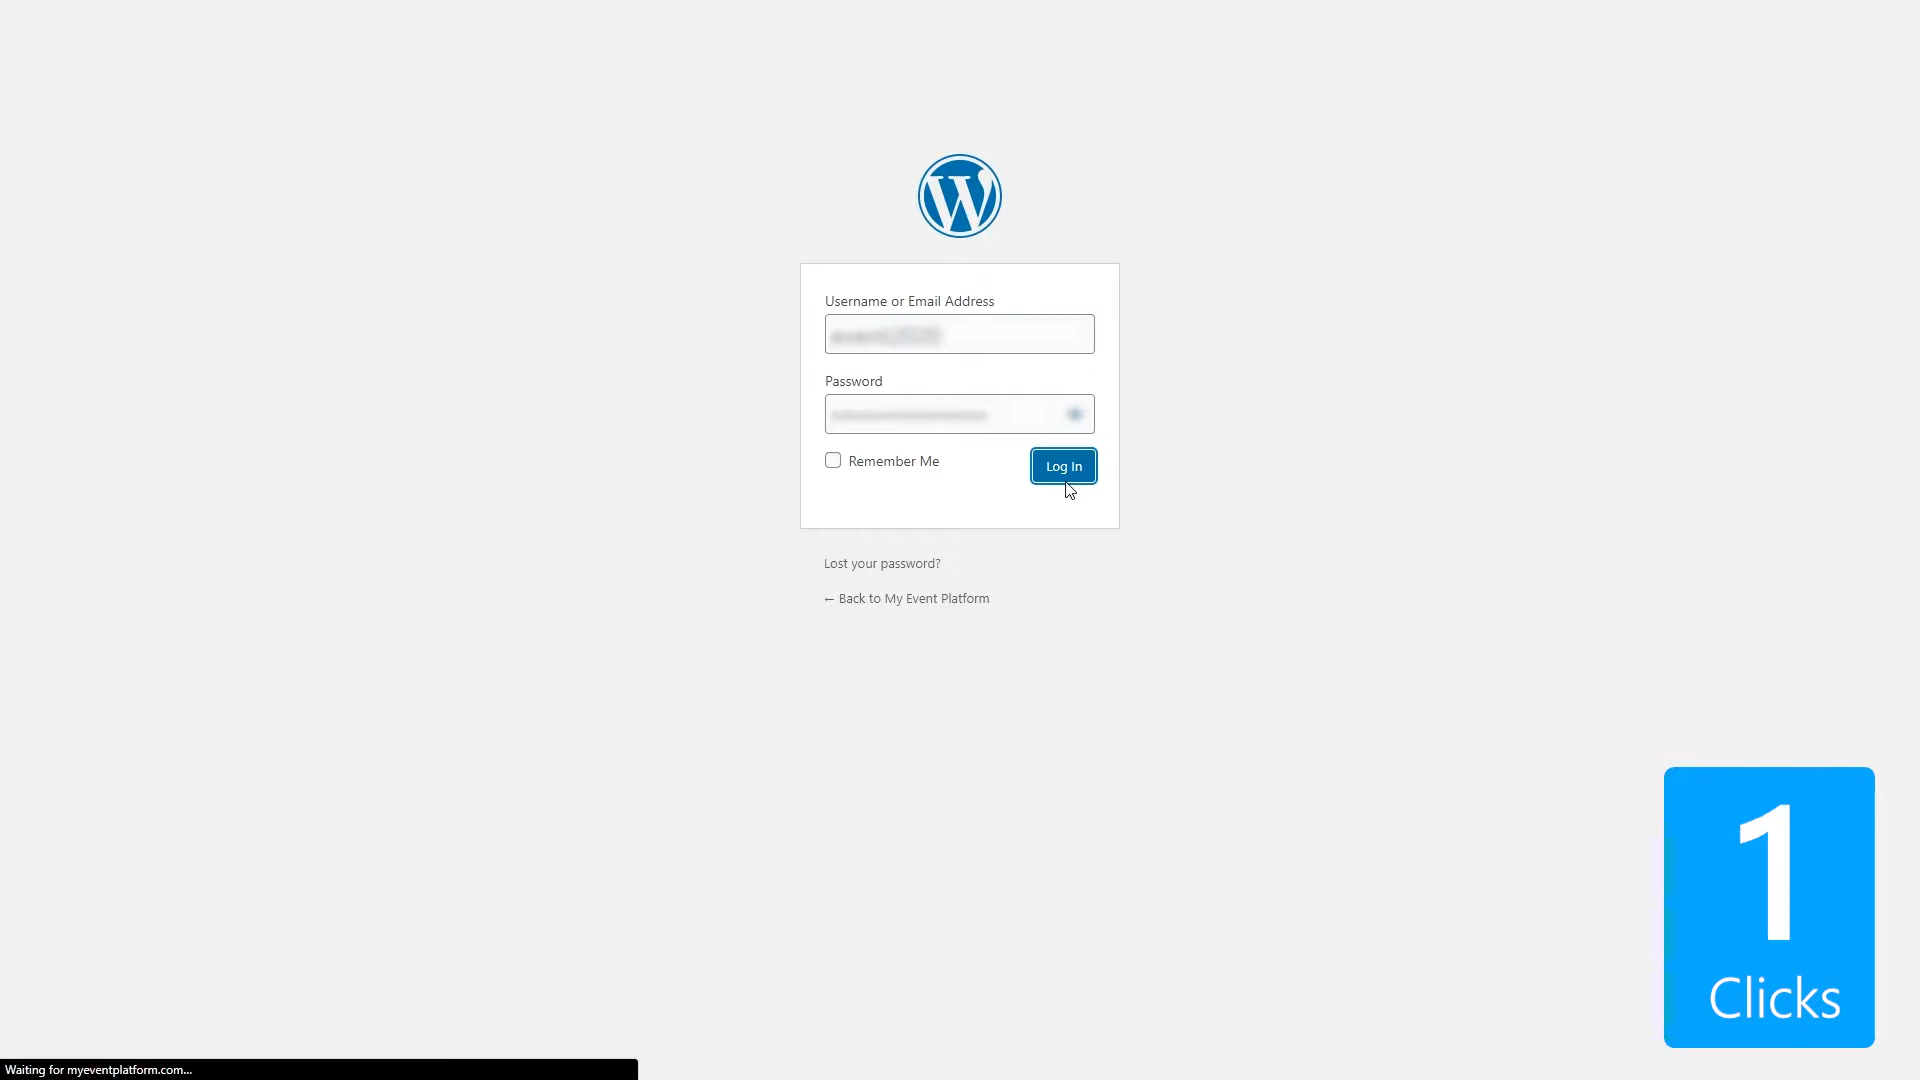 Username or Email Address
Password
Remember Me
Log In
Lost your password?
← Back to My Event Platform
1
Clicks
Waiting for myeventplatform.com...